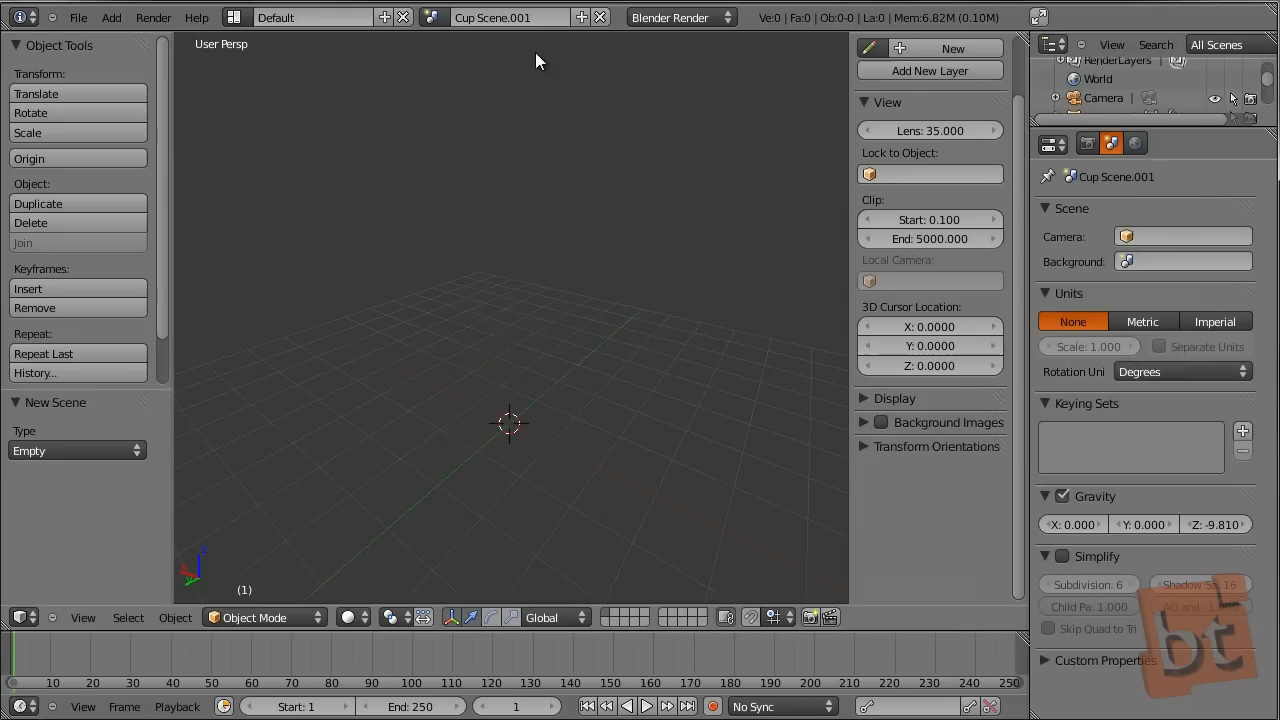 File Add Render Help Default Cup Scene.001 Blender Render Ve:0 | Fa:0 | Ob:0-0 | La:0 | Mem:6.82M (0.10M)
Object Tools
Transform:
Translate
Rotate
Scale
Origin
Object:
Duplicate
Delete
Join
Keyframes:
Insert
Remove
Repeat:
Repeat Last
History...
New Scene
Type
Empty
User Persp
(1)
z
y
New
Add New Layer
View
Lens: 35.000
Lock to Object:
Clip:
Start: 0.100
End: 5000.000
Local Camera:
3D Cursor Location:
X: 0.0000
Y: 0.0000
Z: 0.0000
Display
Background Images
Transform Orientations
View Search All Scenes
RenderLayers |
World
Camera |
Cup Scene.001
Scene
Camera:
Background:
Units
None Metric Imperial
Scale: 1.000 Separate Units
Rotation Uni Degrees
Keying Sets
Gravity
X: 0.000 Y: 0.000 Z: -9.810
Simplify
Subdivision: 6 Shadow Sa: 16
Child Pa: 1.000 AO and
Skip Quad to Tri
Custom Properties
bt
View Select Object Object Mode Global
10 20 30 40 50 60 70 80 90 100 110 120 130 140 150 160 170 180 190 200 210 220 230 240 250
View Frame Playback Start: 1 End: 250 1 No Sync